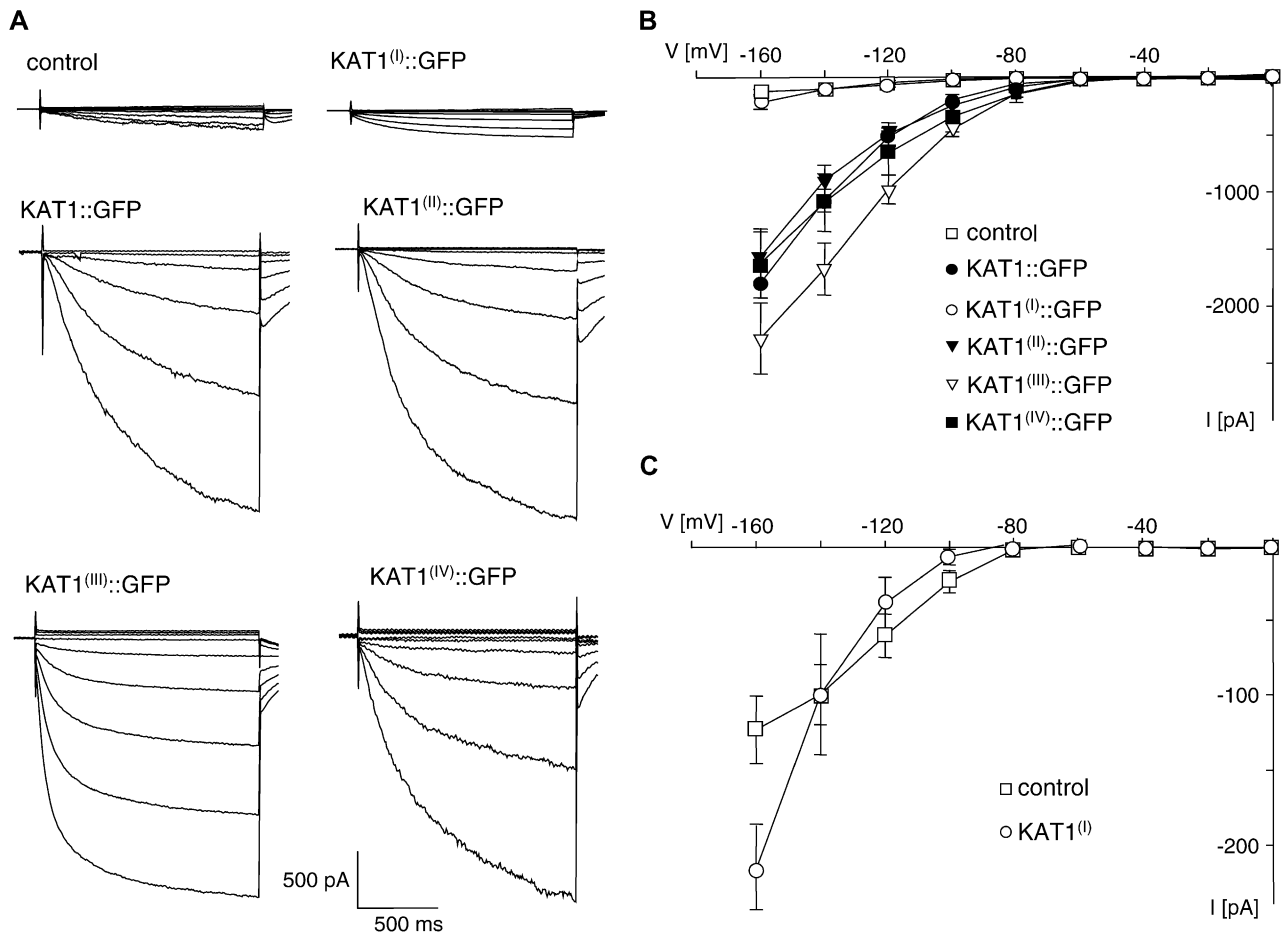 A
control
KAT1(I)::GFP
KAT1::GFP
KAT1(II)::GFP
KAT1(III)::GFP
KAT1(IV)::GFP
500 pA
500 ms
B
V [mV] -160 -120 -80 -40
-1000
-2000
I [pA]
control
KAT1::GFP
KAT1(I)::GFP
KAT1(II)::GFP
KAT1(III)::GFP
KAT1(IV)::GFP
C
V [mV] -160 -120 -80 -40
-100
-200
I [pA]
control
KAT1(I)